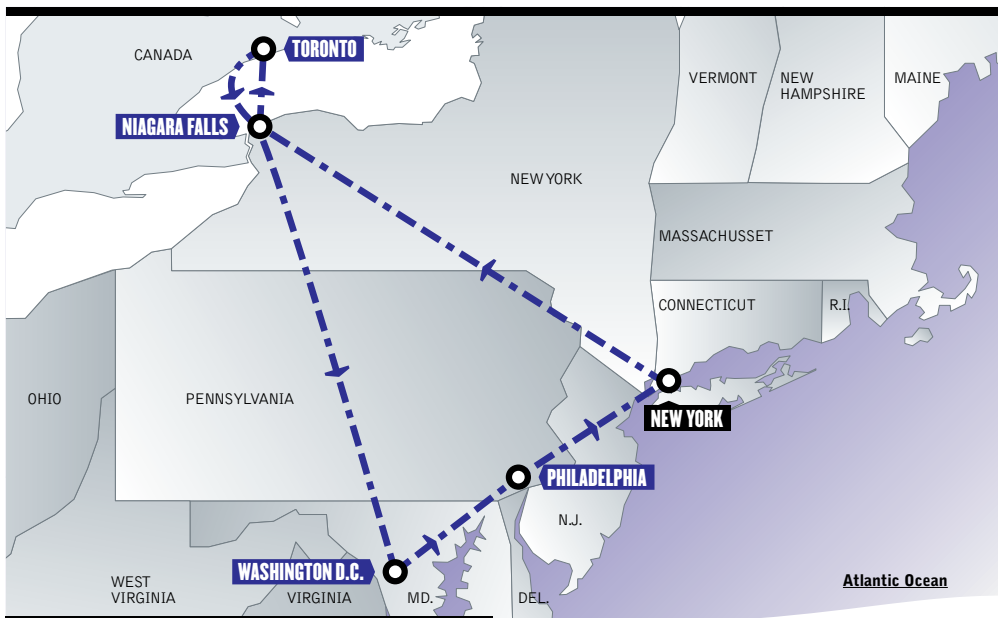 TORONTO
CANADA
VERMONT
NEW
HAMPSHIRE
MAINE
NIAGARA FALLS
NEW YORK
MASSACHUSSET
CONNECTICUT
R.I.
OHIO
PENNSYLVANIA
NEW YORK
PHILADELPHIA
N.J.
WASHINGTON D.C.
WEST
VIRGINIA
VIRGINIA
MD.
DEL.
Atlantic Ocean